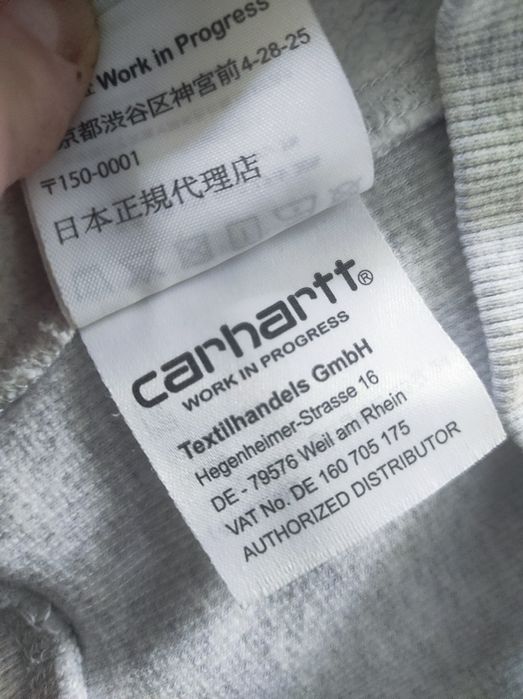 Work in Progress
京都渋谷区神宮前4-28-25
〒150-0001
日本正規代理店
carhartt®
WORK IN PROGRESS
Textilhandels GmbH
Hegenheimer-Strasse 16
DE - 79576 Weil am Rhein
VAT No. DE 160 705 175
AUTHORIZED DISTRIBUTOR